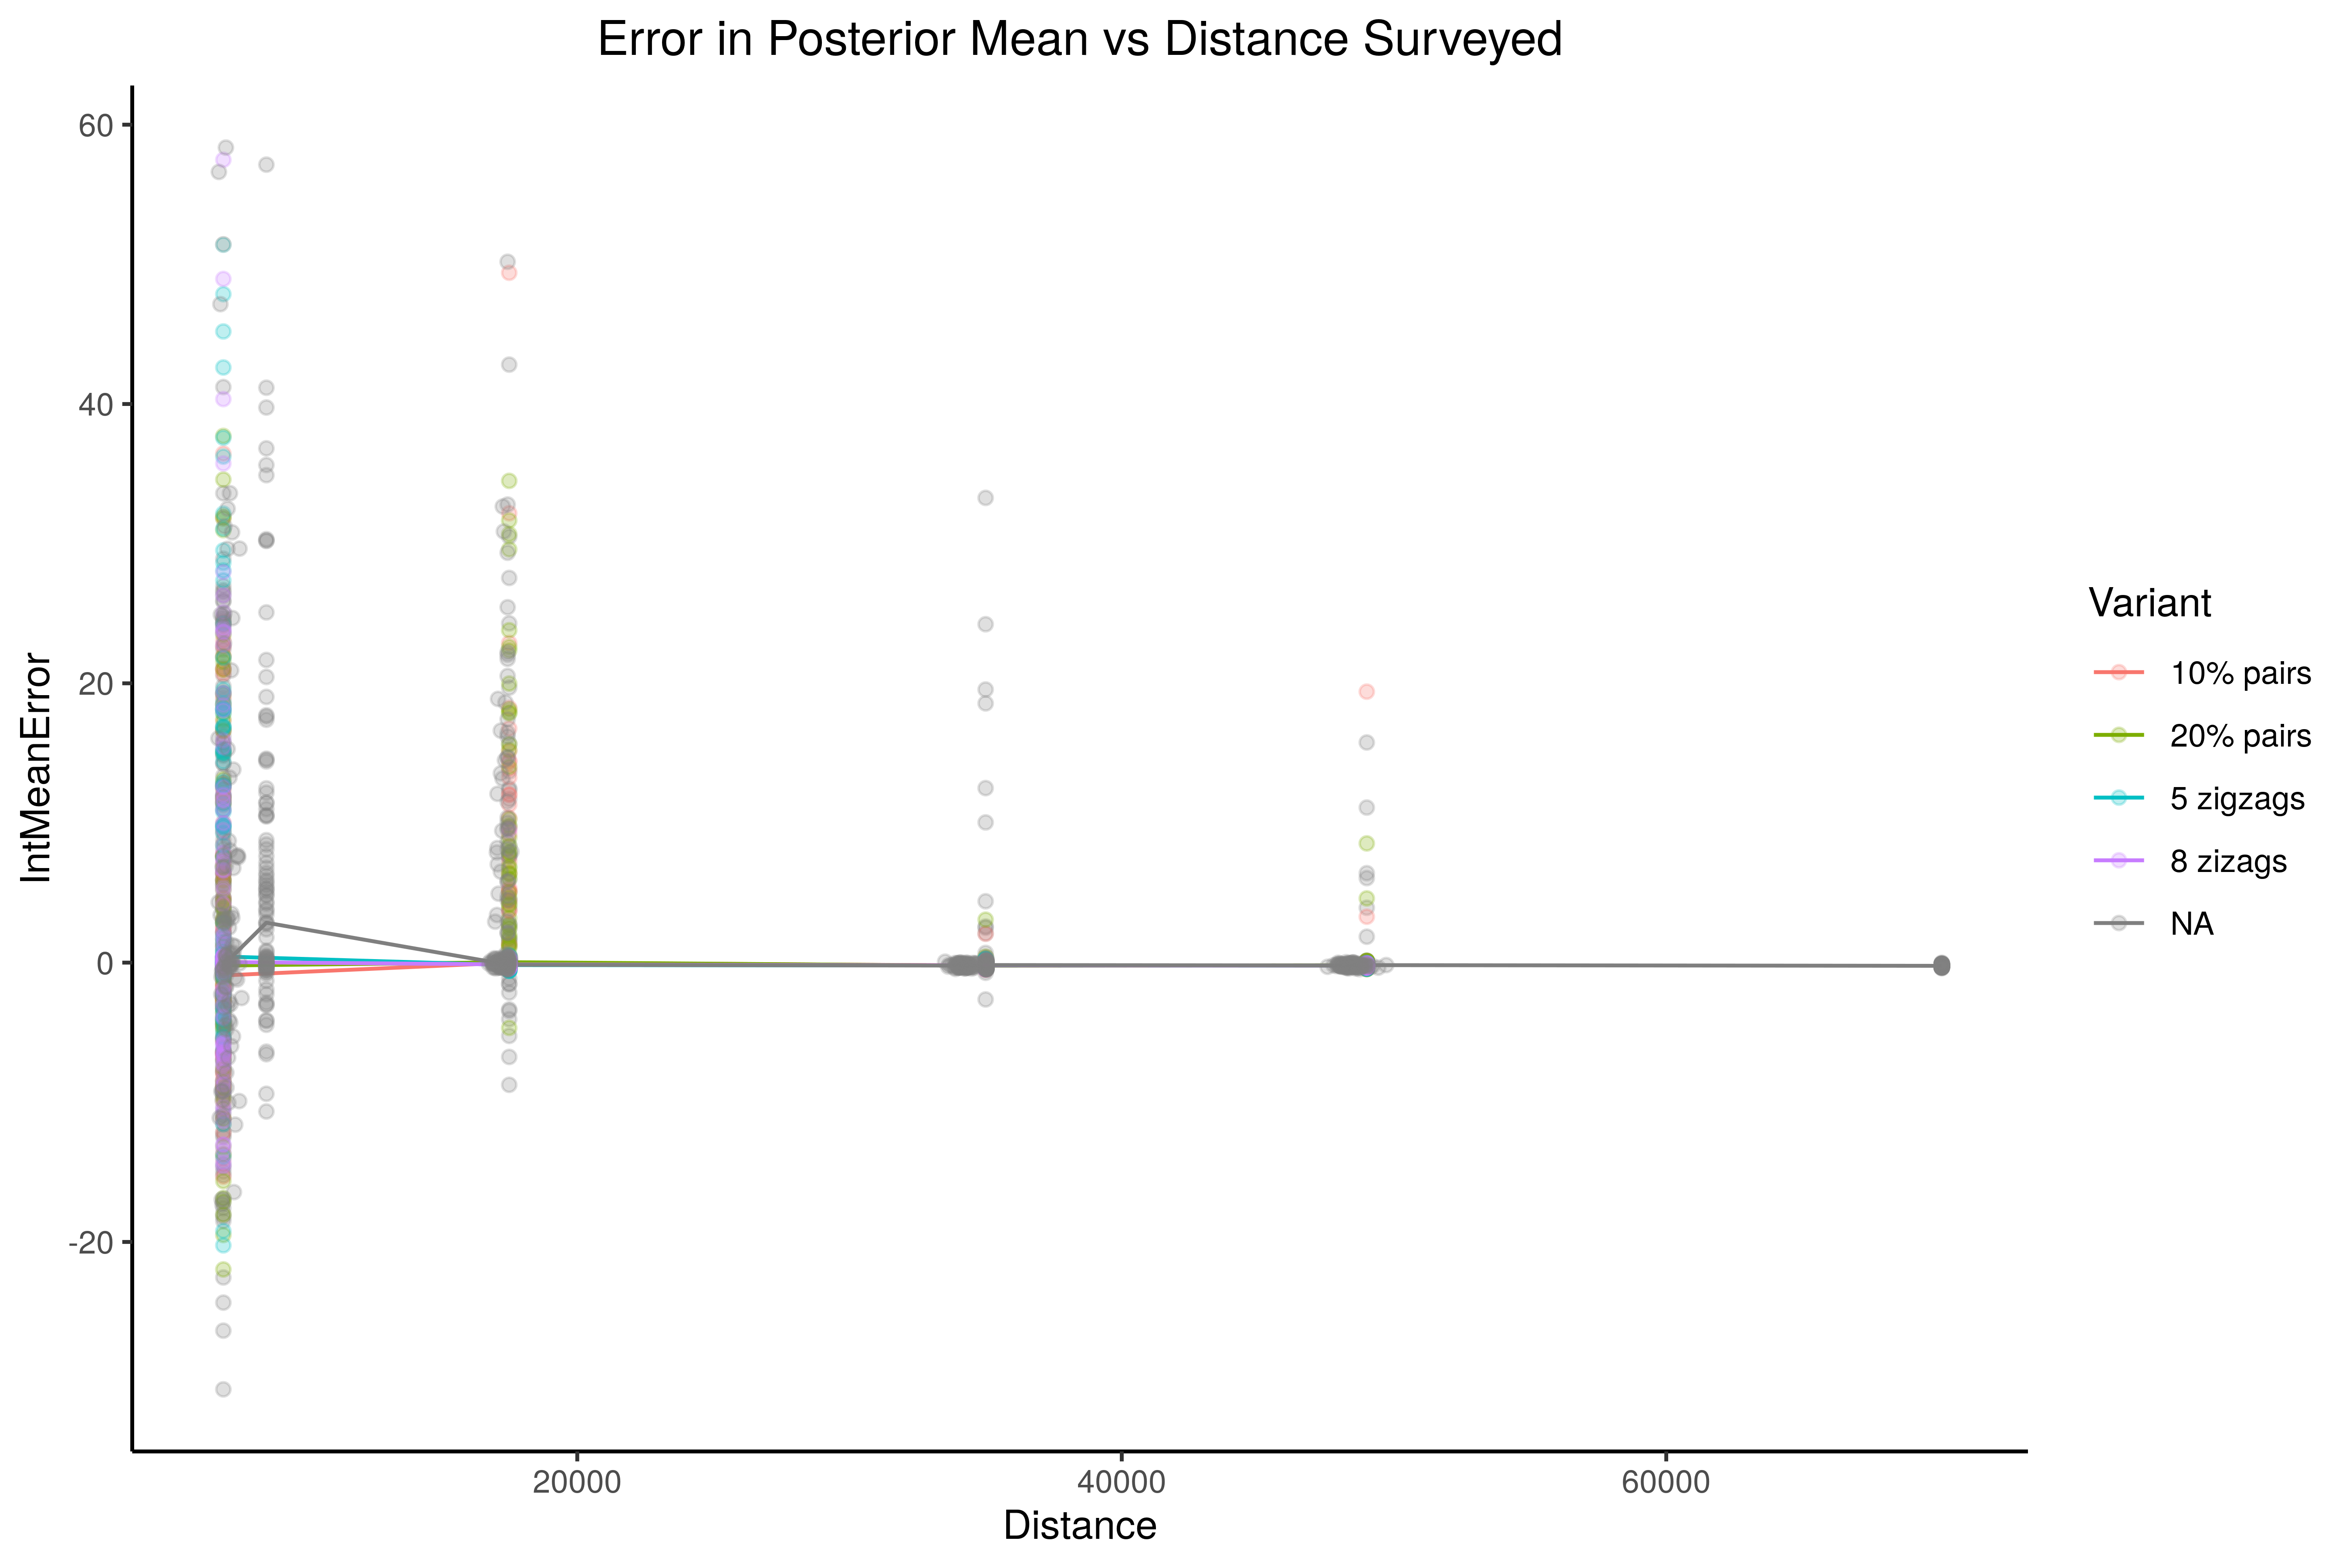 Error in Posterior Mean vs Distance Surveyed
60
40
20
0
-20
IntMeanError
20000
40000
60000
Distance
Variant
10% pairs
20% pairs
5 zigzags
8 zizags
NA